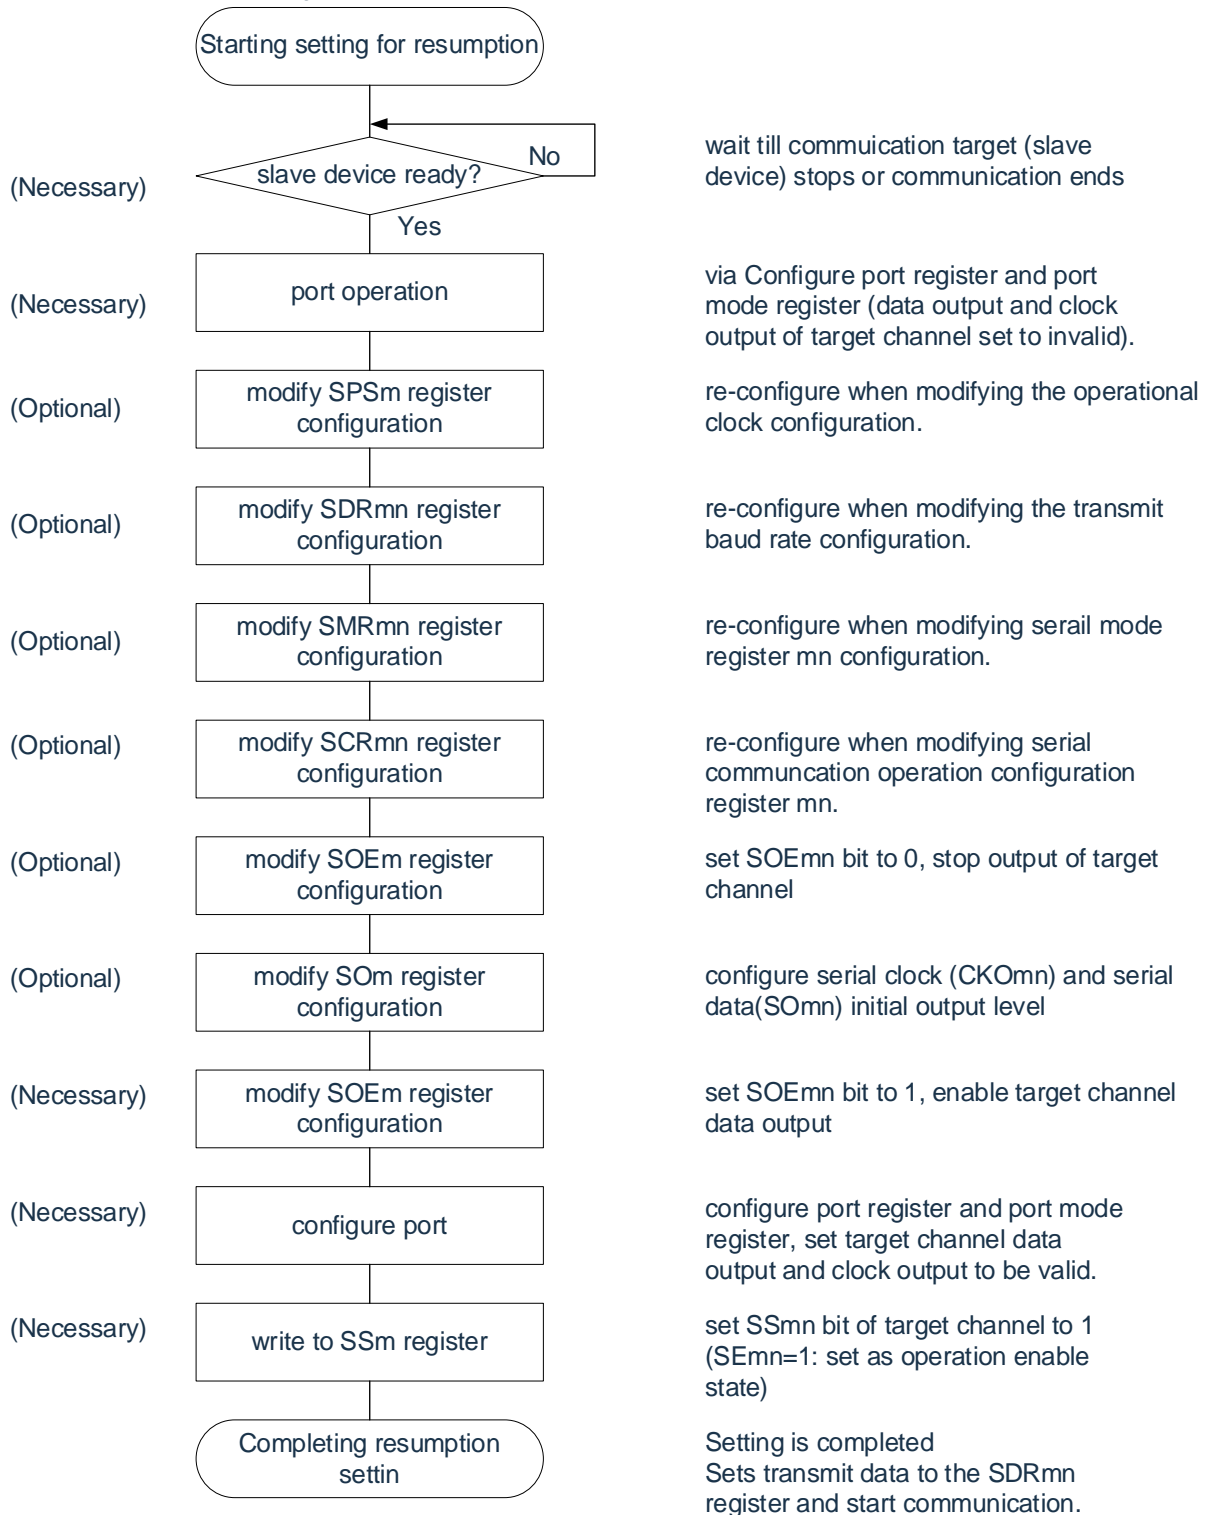 Starting setting for resumption
(Necessary)
slave device ready?
No
Yes
wait till commuication target (slave
device) stops or communication ends
(Necessary)
port operation
via Configure port register and port
mode register (data output and clock
output of target channel set to invalid).
(Optional)
modify SPSm register
configuration
re-configure when modifying the operational
clock configuration.
(Optional)
modify SDRmn register
configuration
re-configure when modifying the transmit
baud rate configuration.
(Optional)
modify SMRmn register
configuration
re-configure when modifying serail mode
register mn configuration.
(Optional)
modify SCRmn register
configuration
re-configure when modifying serial
communcation operation configuration
register mn.
(Optional)
modify SOEm register
configuration
set SOEmn bit to 0, stop output of target
channel
(Optional)
modify SOm register
configuration
configure serial clock (CKOmn) and serial
data(SOmn) initial output level
(Necessary)
modify SOEm register
configuration
set SOEmn bit to 1, enable target channel
data output
(Necessary)
configure port
configure port register and port mode
register, set target channel data
output and clock output to be valid.
(Necessary)
write to SSm register
set SSmn bit of target channel to 1
(SEmn=1: set as operation enable
state)
Completing resumption
settin
Setting is completed
Sets transmit data to the SDRmn
register and start communication.